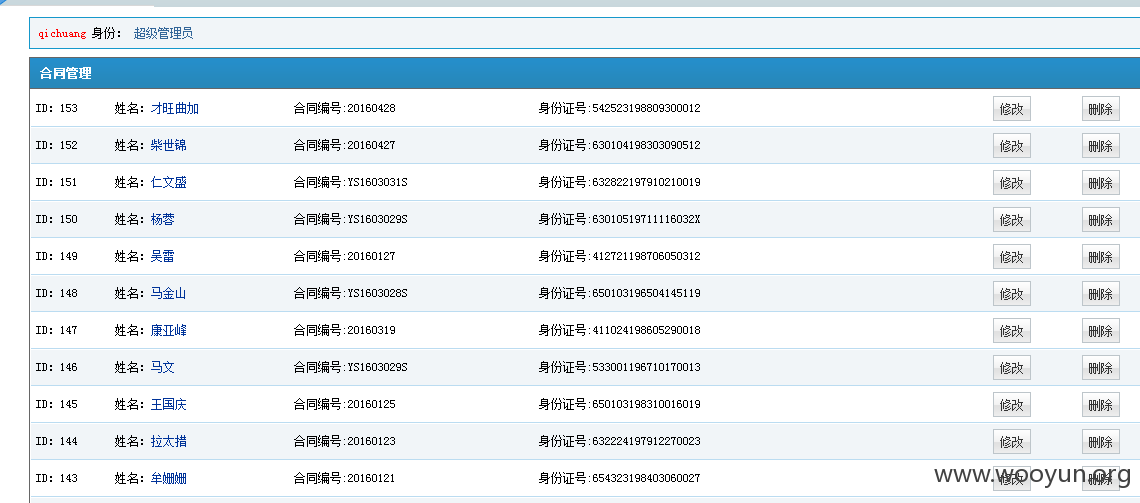 qichuang 身份： 超级管理员
合同管理
ID: 153 姓名: 才旺曲加 合同编号:20160428 身份证号:542523198809300012 修改 删除
ID: 152 姓名: 柴世锦 合同编号:20160427 身份证号:630104198303090512 修改 删除
ID: 151 姓名: 仁文盛 合同编号:YS1603031S 身份证号:632822197910210019 修改 删除
ID: 150 姓名: 杨蓉 合同编号:YS1603029S 身份证号:63010519711116032X 修改 删除
ID: 149 姓名: 吴雷 合同编号:20160127 身份证号:412721198706050312 修改 删除
ID: 148 姓名: 马金山 合同编号:YS1603028S 身份证号:650103196504145119 修改 删除
ID: 147 姓名: 康亚峰 合同编号:20160319 身份证号:411024198605290018 修改 删除
ID: 146 姓名: 马文 合同编号:YS1603029S 身份证号:533001196710170013 修改 删除
ID: 145 姓名: 王国庆 合同编号:20160125 身份证号:650103198310016019 修改 删除
ID: 144 姓名: 拉太措 合同编号:20160123 身份证号:632224197912270023 修改 删除
ID: 143 姓名: 牟姗姗 合同编号:20160121 身份证号:654323198403060027 修改 删除
www.wooyun.org